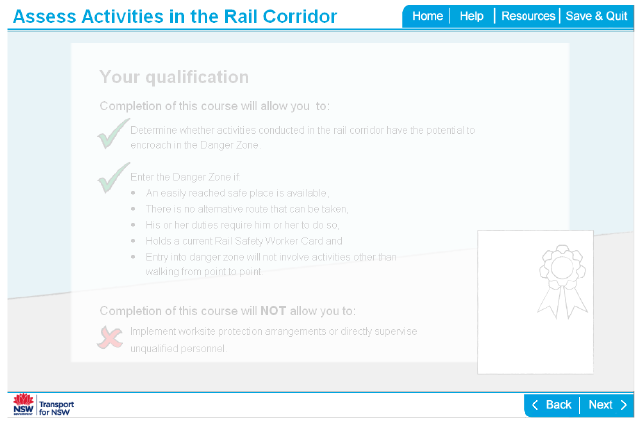 Assess Activities in the Rail Corridor
Home Help Resources Save & Quit
Your qualification
Completion of this course will allow you to:
Determine whether activities conducted in the rail corridor have the potential to
encroach in the Danger Zone.
Enter the Danger Zone if:
• An easily reached safe place is available,
• There is no alternative route that can be taken,
• His or her duties require him or her to do so,
• Holds a current Rail Safety Worker Card and
• Entry into danger zone will not involve activities other than
walking from point to point.
Completion of this course will NOT allow you to:
Implement worksite protection arrangements or directly supervise
unqualified personnel
NSW
Transport
for NSW
Back Next